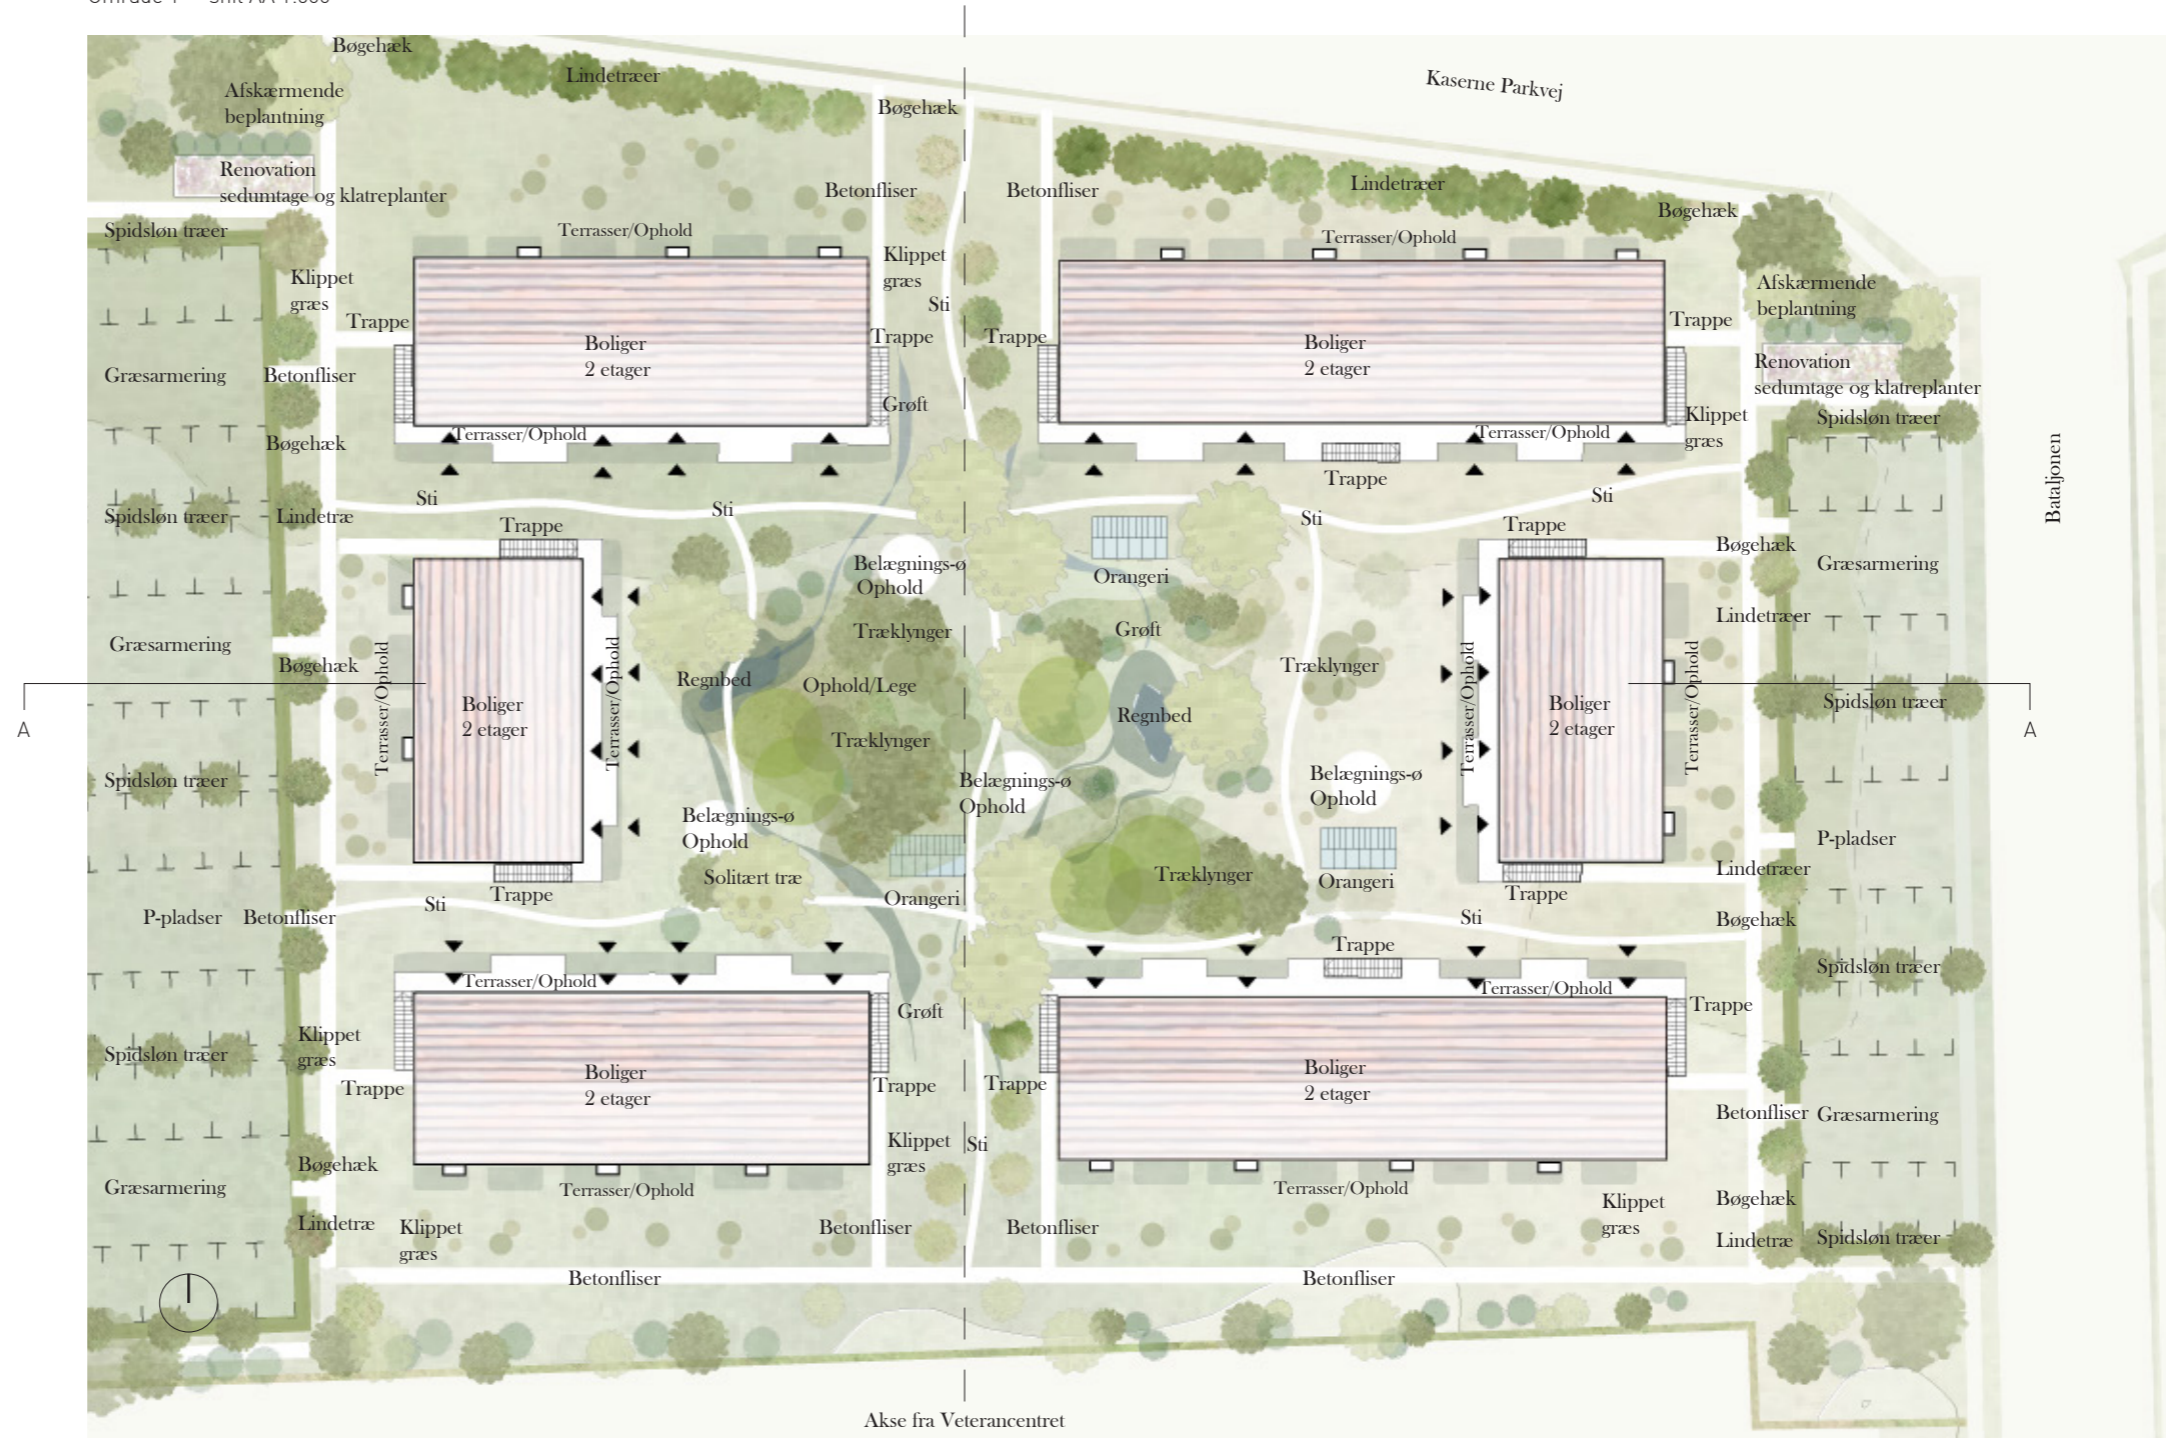 Bøgehæk
Lindetræer
Kaserne Parkvej
Afskærmende
beplantning
Bøgehæk
Renovation
sedumtage og klatreplanter
Betonfliser
Betonfliser
Lindetræer
Bøgehæk
Spidsløn træer
Terrasser/Ophold
Terrasser/Ophold
Klippet
græs
Klippet
græs
Sti
Afskærmende
beplantning
Trappe
Trappe
Trappe
Trappe
Boliger
2 etager
Boliger
2 etager
Renovation
sedumtage og klatreplanter
Græsarmering
Betonfliser
Grøft
Klippet
græs
Spidsløn træer
Bøgehæk
Terrasser/Ophold
Terrasser/Ophold
Trappe
Bataljonen
Sti
Sti
Sti
Sti
Spidsløn træer
Lindetræ
Trappe
Trappe
Bøgehæk
Belægnings-ø
Ophold
Orangeri
Græsarmering
Lindetræer
Græsarmering
Træklynger
Grøft
Bøgehæk
Terrasser/Ophold
Terrasser/Ophold
Regnbed
Ophold/Lege
Træklynger
Terrasser/Ophold
Terrasser/Ophold
A
Boliger
2 etager
Træklynger
Regnbed
Boliger
2 etager
Spidsløn træer
A
Spidsløn træer
Belægnings-ø
Ophold
Belægnings-ø
Ophold
Belægnings-ø
Ophold
P-pladser
Solitært træ
Træklynger
Orangeri
Lindetræer
Trappe
Orangeri
Trappe
P-pladser
Betonfliser
Sti
Sti
Bøgehæk
Trappe
Terrasser/Ophold
Terrasser/Ophold
Spidsløn træer
Grøft
Trappe
Klippet
græs
Spidsløn træer
Boliger
2 etager
Boliger
2 etager
Trappe
Trappe
Trappe
Betonfliser
Græsarmering
Klippet
græs
Sti
Bøgehæk
Græsarmering
Terrasser/Ophold
Terrasser/Ophold
Klippet
græs
Bøgehæk
Lindetræ
Klippet
græs
Betonfliser
Betonfliser
Lindetræ
Spidsløn træer
Betonfliser
Betonfliser
Akse fra Veterancentret